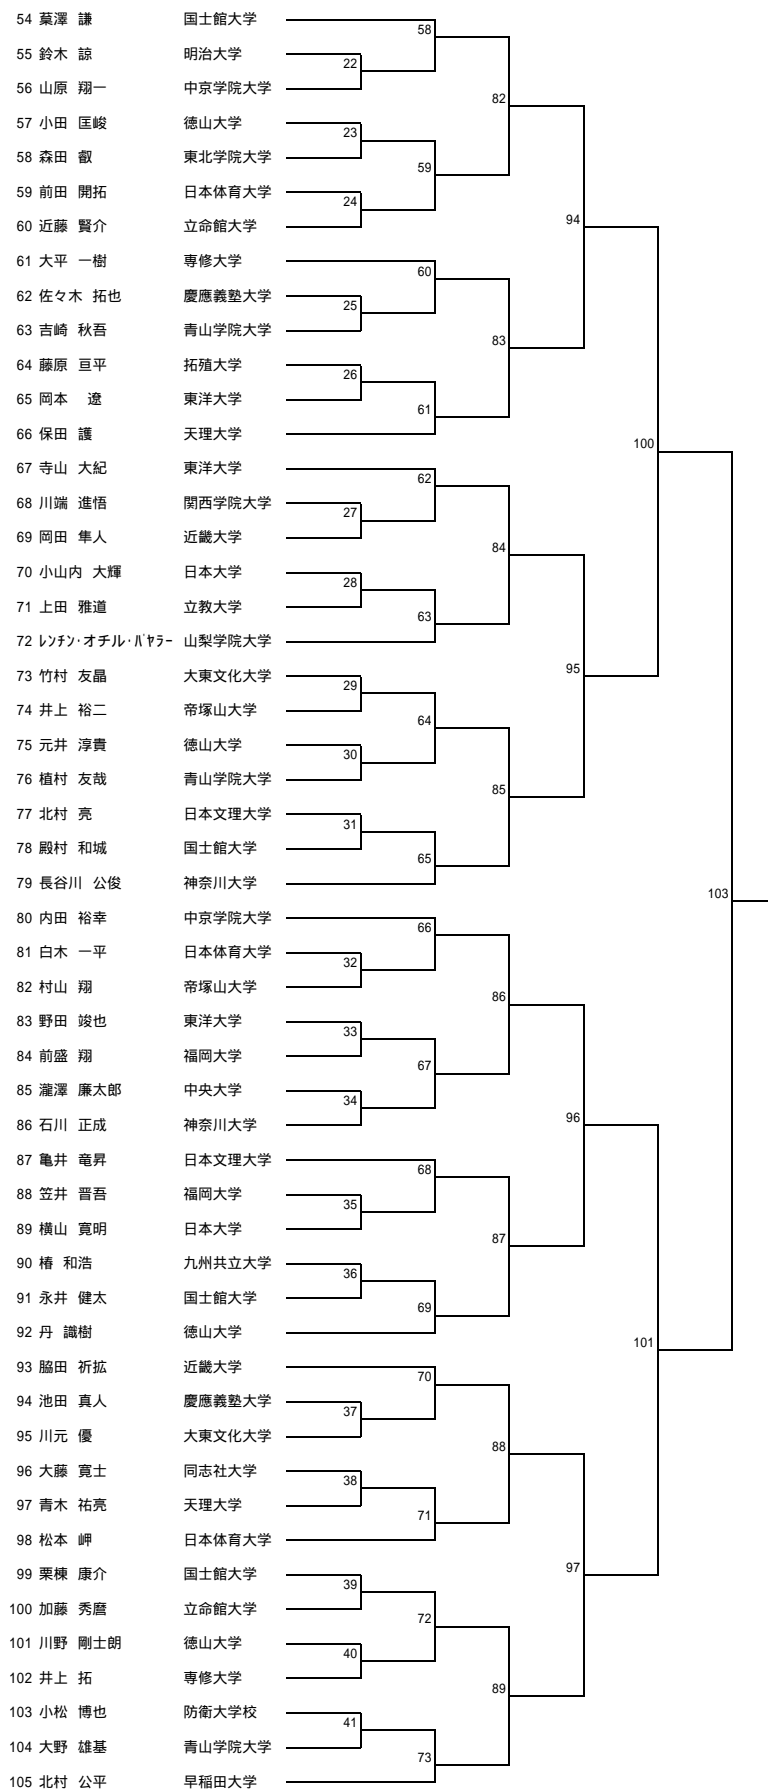 54 葉澤 謙 国士館大学
58
55 鈴木 諒 明治大学
22
56 山原 翔一 中京学院大学
82
57 小田 匡峻 徳山大学
23
58 森田 叡 東北学院大学
59
59 前田 開拓 日本体育大学
24
60 近藤 賢介 立命館大学
94
61 大平 一樹 専修大学
60
62 佐々木 拓也 慶應義塾大学
25
63 吉崎 秋吾 青山学院大学
83
64 藤原 亘平 拓殖大学
26
65 岡本 遼 東洋大学
61
66 保田 護 天理大学
100
67 寺山 大紀 東洋大学
62
68 川端 進悟 関西学院大学
27
69 岡田 隼人 近畿大学
84
70 小山内 大輝 日本大学
28
71 上田 雅道 立教大学
63
72 レンチン・オチル・バヤラー 山梨学院大学
95
73 竹村 友晶 大東文化大学
29
74 井上 裕二 帝塚山大学
64
75 元井 淳貴 徳山大学
30
76 植村 友哉 青山学院大学
85
77 北村 亮 日本文理大学
31
78 殿村 和城 国士館大学
65
79 長谷川 公俊 神奈川大学
103
80 内田 裕幸 中京学院大学
66
81 白木 一平 日本体育大学
32
82 村山 翔 帝塚山大学
86
83 野田 竣也 東洋大学
33
84 前盛 翔 福岡大学
67
85 瀧澤 廉太郎 中央大学
34
86 石川 正成 神奈川大学
96
87 亀井 竜昇 日本文理大学
68
88 笠井 晋吾 福岡大学
35
89 横山 寛明 日本大学
87
90 椿 和浩 九州共立大学
36
91 永井 健太 国士館大学
69
92 丹 識樹 徳山大学
101
93 脇田 祈拡 近畿大学
70
94 池田 真人 慶應義塾大学
37
95 川元 優 大東文化大学
88
96 大藤 寛士 同志社大学
38
97 青木 祐亮 天理大学
71
98 松本 岬 日本体育大学
97
99 栗棟 康介 国士館大学
39
100 加藤 秀麿 立命館大学
72
101 川野 剛士朗 徳山大学
40
102 井上 拓 専修大学
89
103 小松 博也 防衛大学校
41
104 大野 雄基 青山学院大学
73
105 北村 公平 早稲田大学